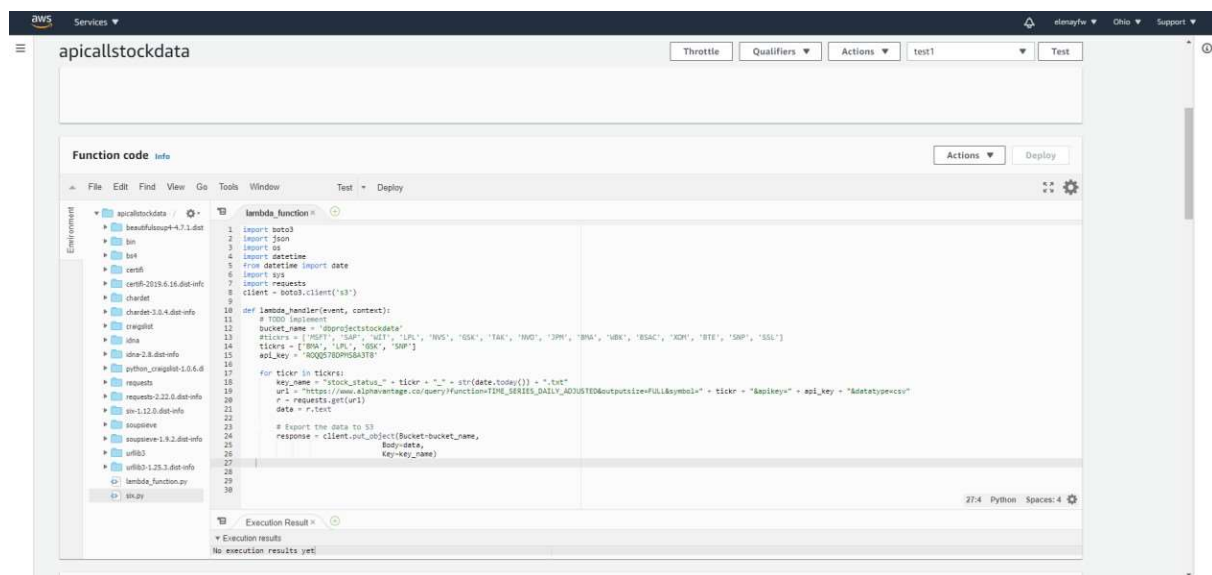 aws Services ▼ elenayfw ▼ Ohio ▼ Support ▼
apicallstockdata Throttle Qualifiers ▼ Actions ▼ test1 ▼ Test
Function code Info Actions ▼ Deploy
File Edit Find View Go Tools Window Test Deploy
Environment
apicallstockdata /
beautifulsoup4-4.7.1.dist
bin
bs4
certifi
certifi-2019.6.16.dist-info
chardet
chardet-3.0.4.dist-info
craigslist
idna
idna-2.8.dist-info
python_craigslist-1.0.6.d
requests
requests-2.22.0.dist-info
six-1.12.0.dist-info
soupsieve
soupsieve-1.9.2.dist-info
urllib3
urllib3-1.25.3.dist-info
lambda_function.py
six.py
lambda_function ×
1 import boto3
2 import json
3 import os
4 import datetime
5 from datetime import date
6 import sys
7 import requests
8 client = boto3.client('s3')
9
10 def lambda_handler(event, context):
11 # TODO implement
12 bucket_name = 'dbprojectstockdata'
13 #tickrs = ['MSFT', 'SAP', 'WIT', 'LPL', 'NVS', 'GSK', 'TAK', 'NVO', 'JPM', 'BMA', 'WBK', 'BSAC', 'XOM', 'BTE', 'SNP', 'SSL']
14 tickrs = ['BMA', 'LPL', 'GSK', 'SNP']
15 api_key =
16
17 for tickr in tickrs:
18 key_name = "stock_status_" + tickr + "_" + str(date.today()) + ".txt"
19 url = "https://www.alphavantage.co/query?function=TIME_SERIES_DAILY_ADJUSTED&outputsize=FULL&symbol=" + tickr + "&apikey=" + api_key + "&datatype=csv"
20 r = requests.get(url)
21 data = r.text
22
23 # Export the data to S3
24 response = client.put_object(Bucket=bucket_name,
25 Body=data,
26 Key=key_name)
27
28
29
30
27:4 Python Spaces: 4
Execution Result ×
▼ Execution results
No execution results yet